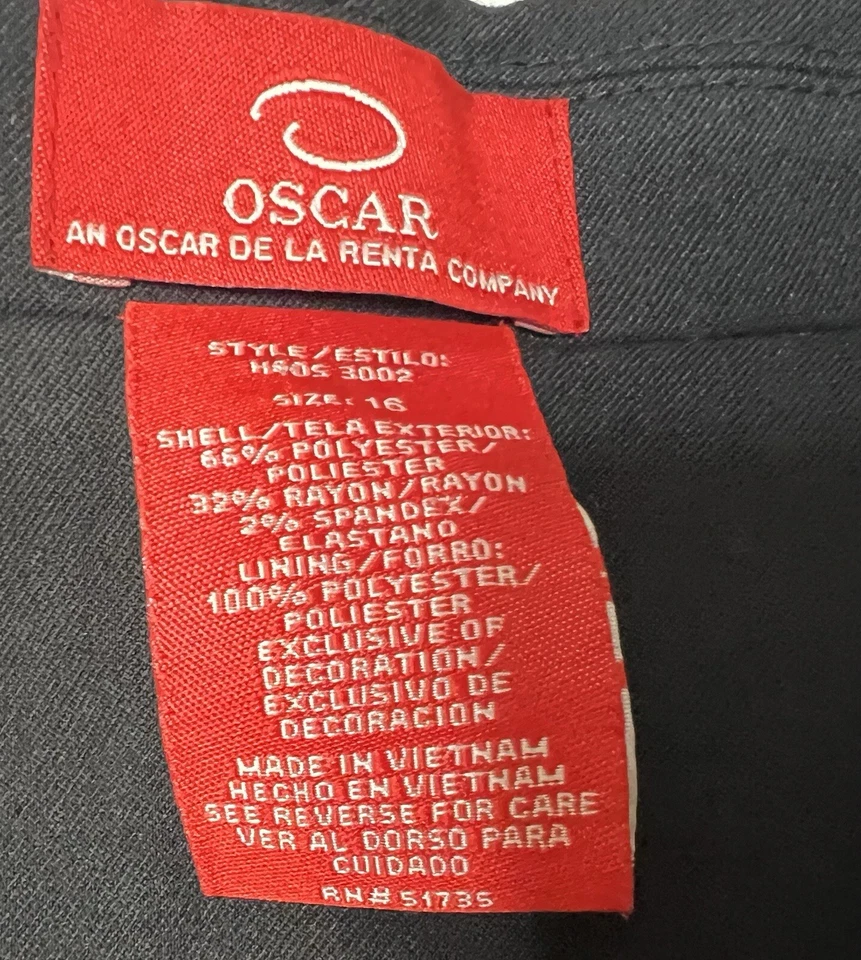 OSCAR
AN OSCAR DE LA RENTA COMPANY
STYLE/ESTILO:
3002
SIZE: 16
SHELL/TELA EXTERIOR:
66% POLYESTER/
POLIESTER
32% RAYON/RAYON
2% SPANDEX/
ELASTANO
LINING/FORRO:
100% POLYESTER/
POLIESTER
EXCLUSIVE OF
DECORATION/
EXCLUSIVO DE
DECORACION
MADE IN VIETNAM
HECHO EN VIETNAM
SEE REVERSE FOR CARE
VER AL DORSO PARA
CUIDADO
RN# 51735